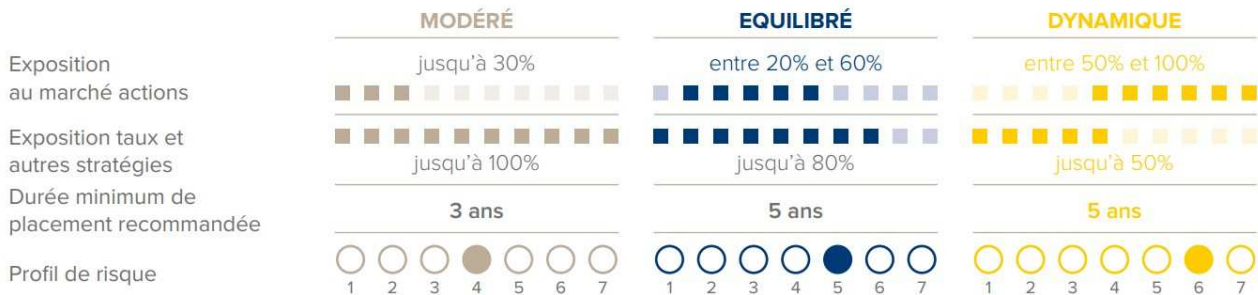 MODÉRÉ EQUILIBRÉ DYNAMIQUE
Exposition
au marché actions
jusqu'à 30% entre 20% et 60% entre 50% et 100%
Exposition taux et
autres stratégies
jusqu'à 100% jusqu'à 80% jusqu'à 50%
Durée minimum de
placement recommandée
3 ans 5 ans 5 ans
Profil de risque
1 2 3 4 5 6 7 1 2 3 4 5 6 7 1 2 3 4 5 6 7